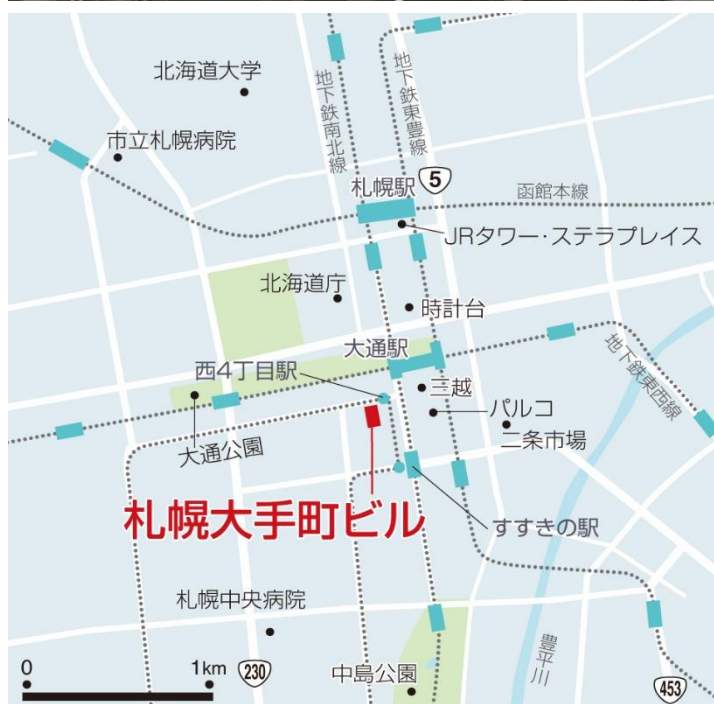 北海道大学
地下鉄南北線
地下鉄東豊線
市立札幌病院
札幌駅
5
函館本線
JRタワー・ステラプレイス
北海道庁
時計台
大通駅
西4丁目駅
三越
地下鉄東西線
パルコ
大通公園
二条市場
札幌大手町ビル
すすきの駅
札幌中央病院
豊平川
0
1km
230
中島公園
453